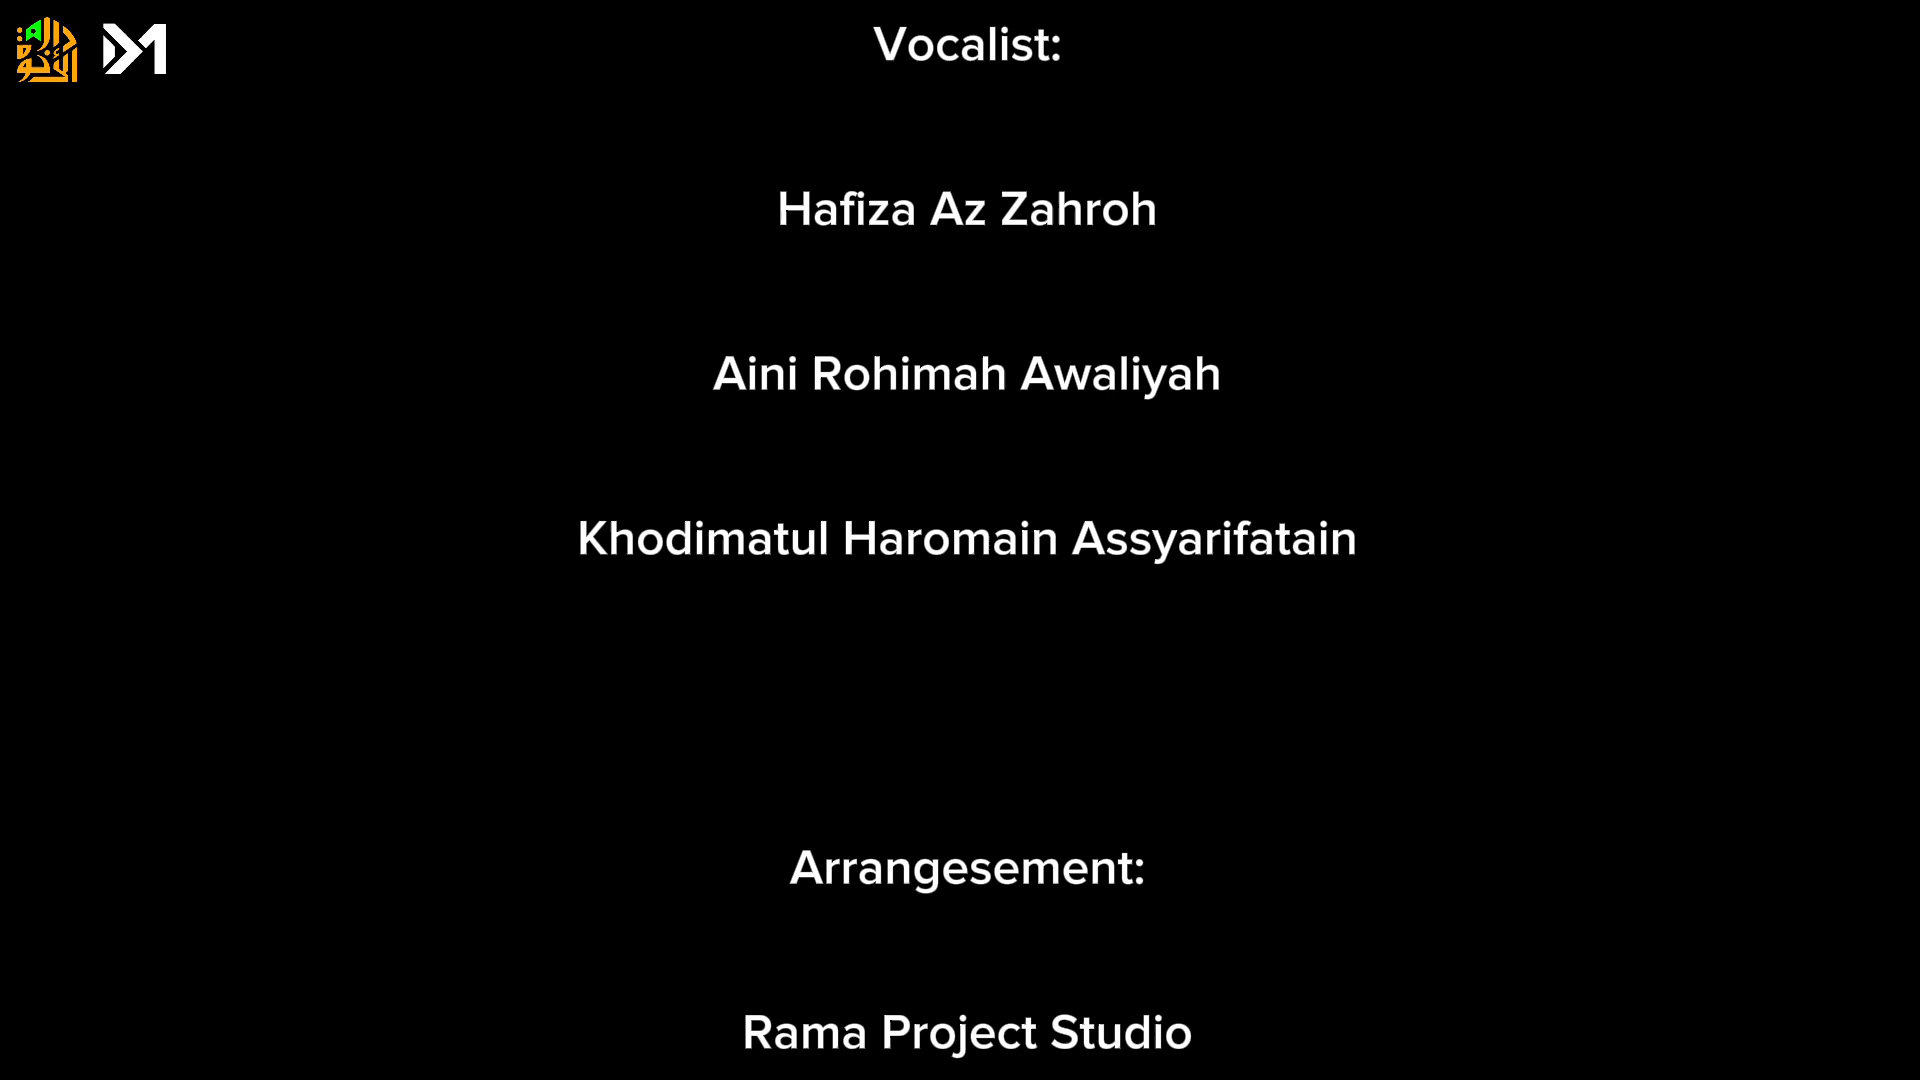 Vocalist:
Hafiza Az Zahroh
Aini Rohimah Awaliyah
Khodimatul Haromain Assyarifatain
Arrangesement:
Rama Project Studio